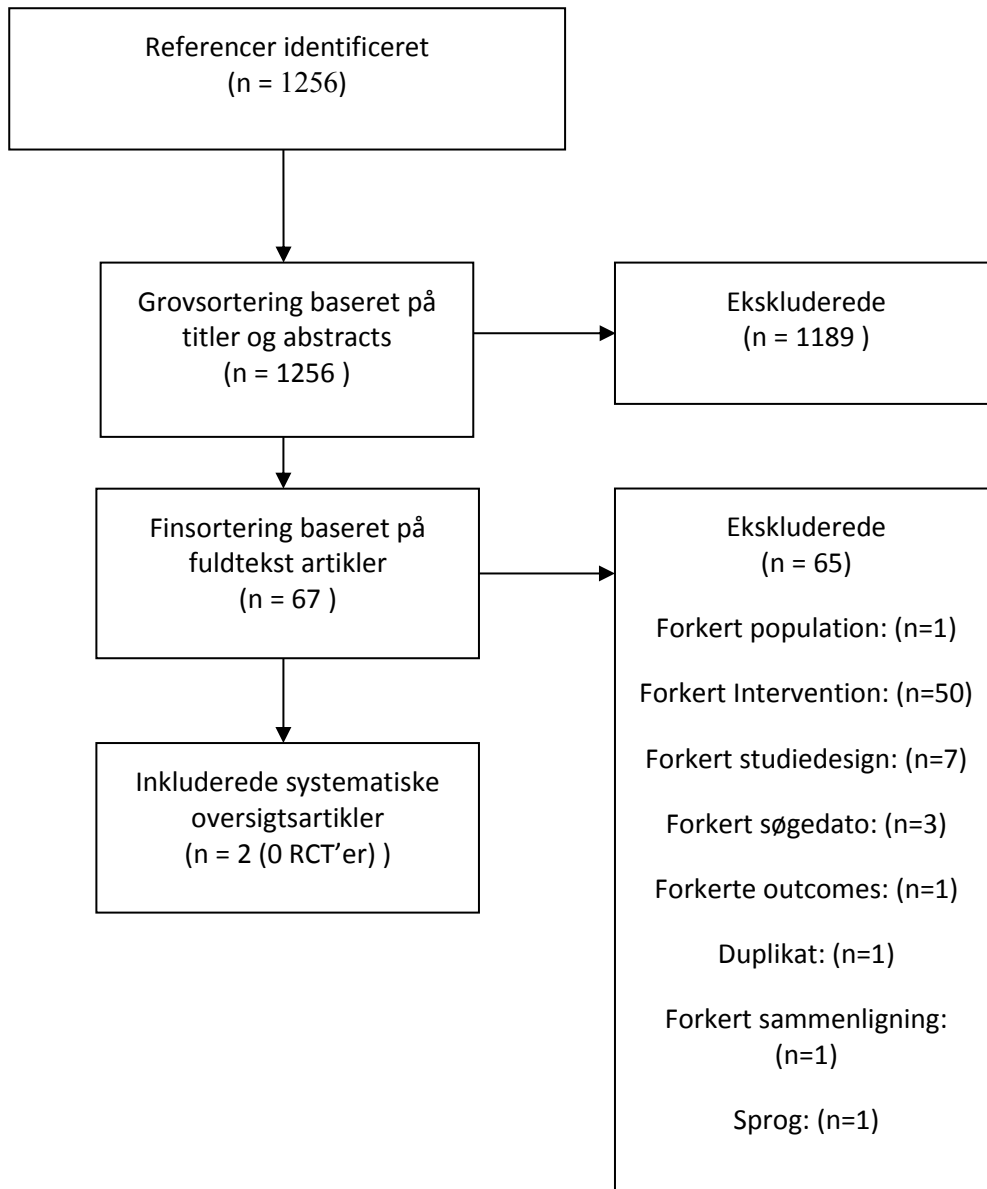 Referencer identificeret
(n = 1256)
Grovsortering baseret på
titler og abstracts
(n = 1256 )
Ekskluderede
(n = 1189 )
Finsortering baseret på
fuldtekst artikler
(n = 67 )
Ekskluderede
(n = 65)
Forkert population: (n=1)
Forkert Intervention: (n=50)
Forkert studiedesign: (n=7)
Forkert søgedato: (n=3)
Forkerte outcomes: (n=1)
Duplikat: (n=1)
Forkert sammenligning:
(n=1)
Sprog: (n=1)
Inkluderede systematiske
oversigtsartikler
(n = 2 (0 RCT’er) )